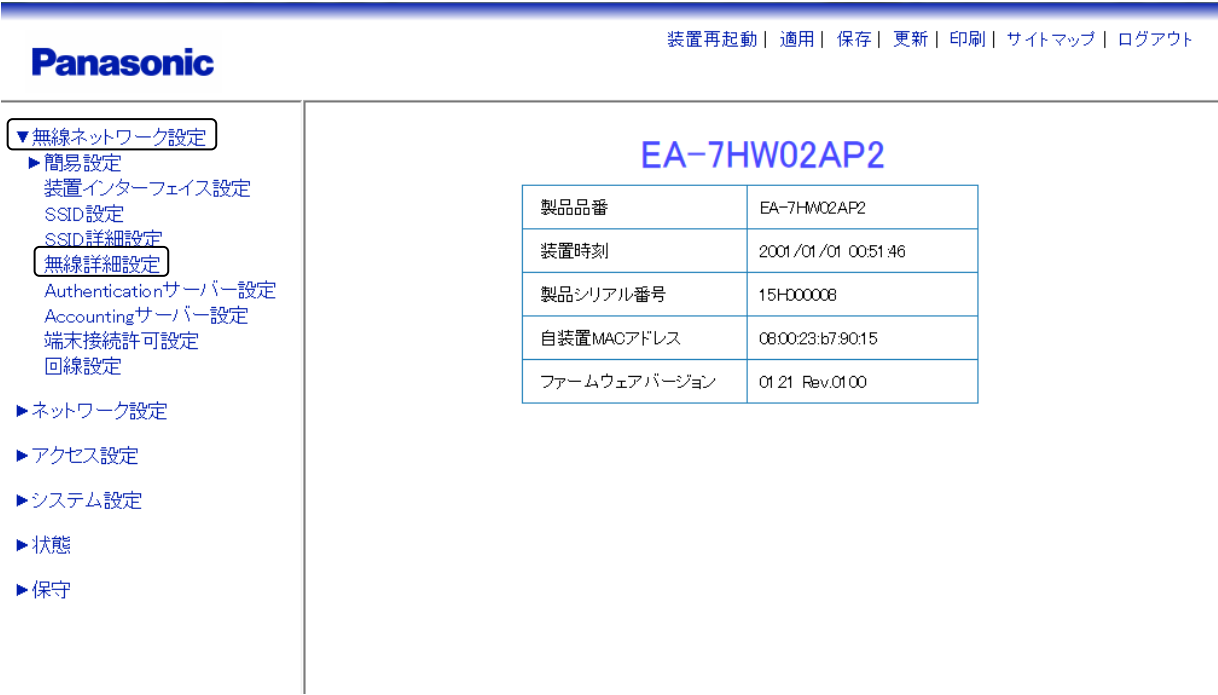 装置再起動| 適用| 保存| 更新| 印刷| サイトマップ| ログアウト
Panasonic
▼無線ネットワーク設定
▶簡易設定
装置インターフェイス設定
SSID設定
SSID詳細設定
無線詳細設定
Authenticationサーバー設定
Accountingサーバー設定
端末接続許可設定
回線設定
▶ネットワーク設定
▶アクセス設定
▶システム設定
▶状態
▶保守
EA-7HW02AP2
製品品番 EA-7HW02AP2
装置時刻 2001/01/01 00:51:46
製品シリアル番号 15H000008
自装置MACアドレス 08:00:23:b7:90:15
ファームウェアバージョン 01.21 Rev.01.00